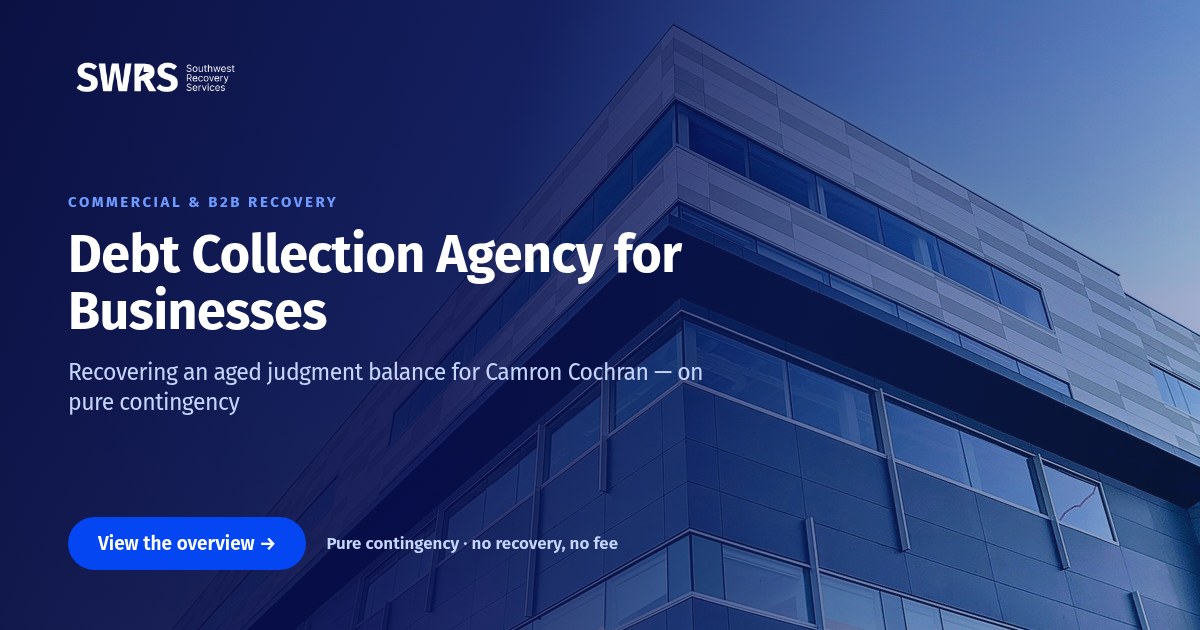 SWRS
Southwest
Recovery
Services
COMMERCIAL & B2B RECOVERY
Debt Collection Agency for
Businesses
Recovering an aged judgment balance for Camron Cochran — on
pure contingency
View the overview →
Pure contingency · no recovery, no fee